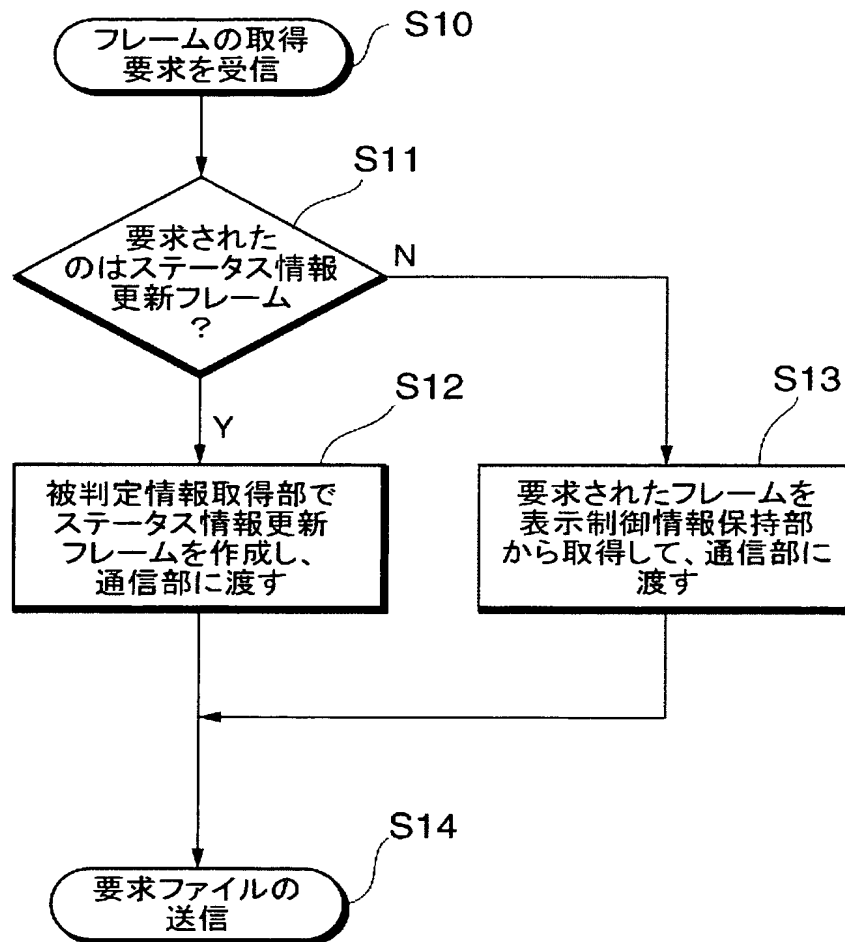 フレームの取得
要求を受信
S10
S11
要求された
のはステータス情報
更新フレーム
?
N
Y
S12
被判定情報取得部で
ステータス情報更新
フレームを作成し、
通信部に渡す
S13
要求されたフレームを
表示制御情報保持部
から取得して、通信部に
渡す
S14
要求ファイルの
送信